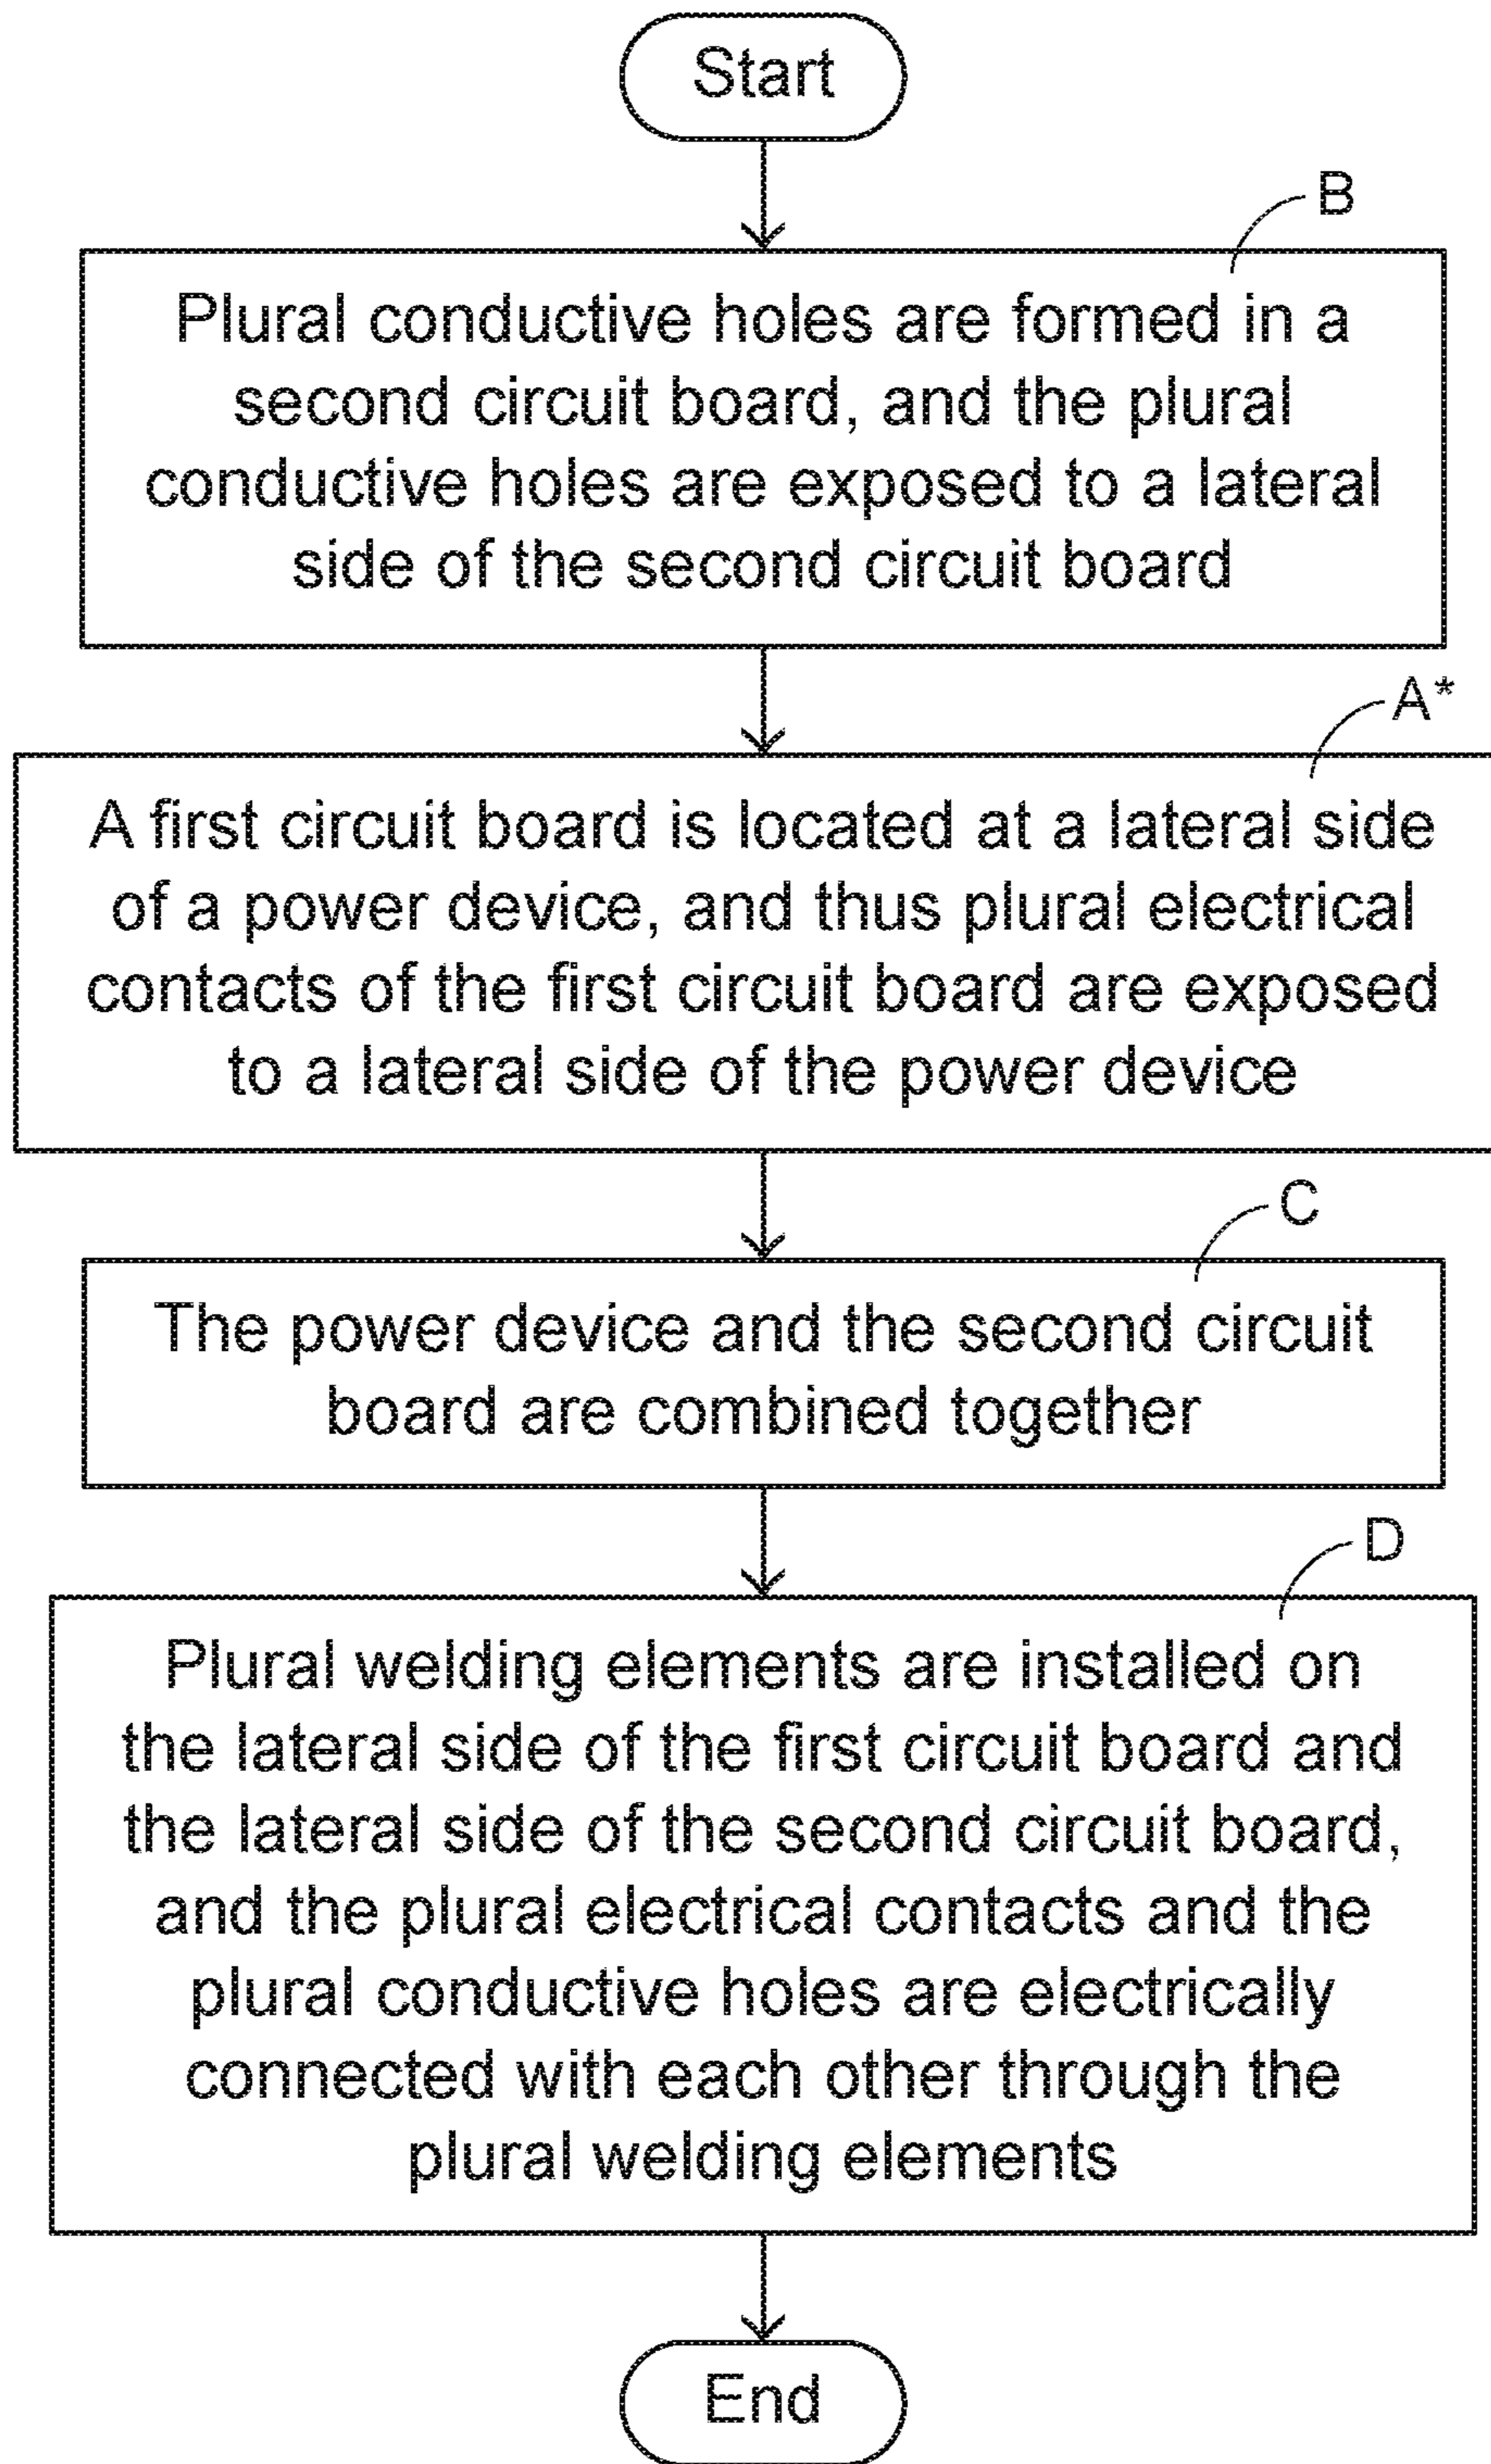 Start
B
Plural conductive holes are formed in a
second circuit board, and the plural
conductive holes are exposed to a lateral
side of the second circuit board
A*
A first circuit board is located at a lateral side
of a power device, and thus plural electrical
contacts of the first circuit board are exposed
to a lateral side of the power device
C
The power device and the second circuit
board are combined together
D
Plural welding elements are installed on
the lateral side of the first circuit board and
the lateral side of the second circuit board,
and the plural electrical contacts and the
plural conductive holes are electrically
connected with each other through the
plural welding elements
End